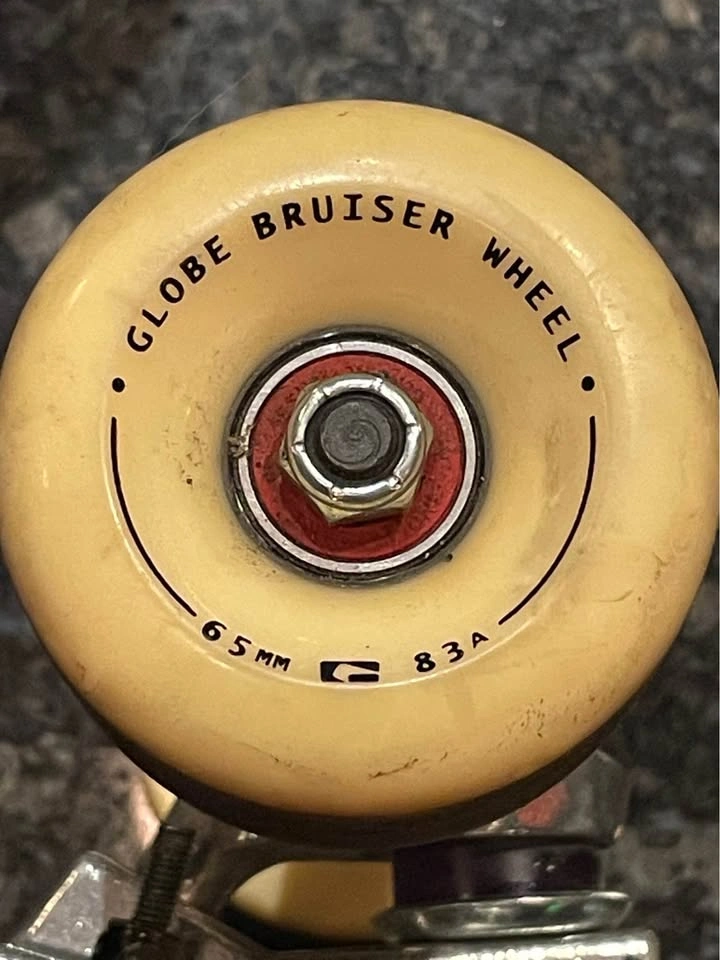 • GLOBE BRUISER WHEEL •
65MM G 83A